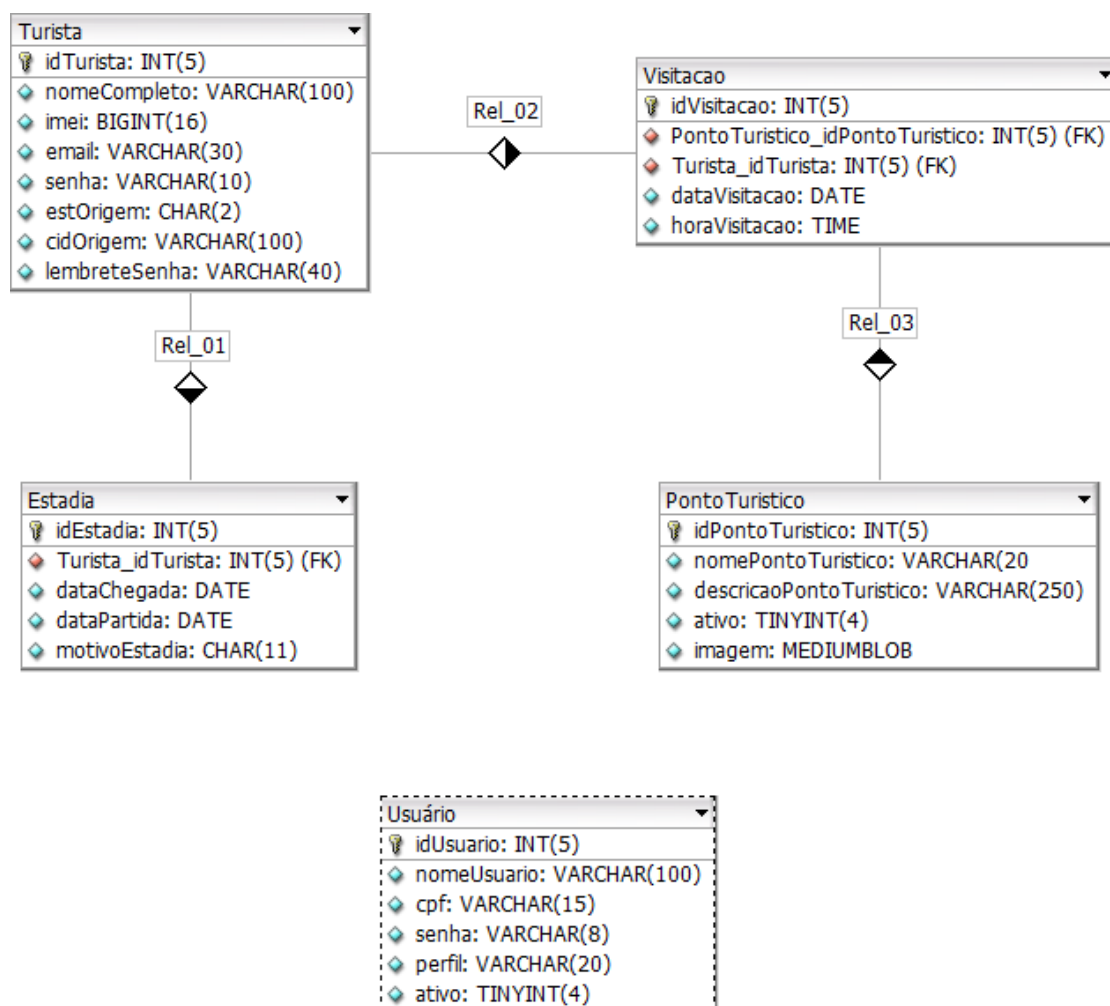 Turista
idTurista: INT(5)
nomeCompleto: VARCHAR(100)
imei: BIGINT(16)
email: VARCHAR(30)
senha: VARCHAR(10)
estOrigem: CHAR(2)
cidOrigem: VARCHAR(100)
lembreteSenha: VARCHAR(40)
Rel_02
Visitacao
idVisitacao: INT(5)
PontoTuristico_idPontoTuristico: INT(5) (FK)
Turista_idTurista: INT(5) (FK)
dataVisitacao: DATE
horaVisitacao: TIME
Rel_01
Rel_03
Estadia
idEstadia: INT(5)
Turista_idTurista: INT(5) (FK)
dataChegada: DATE
dataPartida: DATE
motivoEstadia: CHAR(11)
PontoTuristico
idPontoTuristico: INT(5)
nomePontoTuristico: VARCHAR(20
descricaoPontoTuristico: VARCHAR(250)
ativo: TINYINT(4)
imagem: MEDIUMBLOB
Usuário
idUsuario: INT(5)
nomeUsuario: VARCHAR(100)
cpf: VARCHAR(15)
senha: VARCHAR(8)
perfil: VARCHAR(20)
ativo: TINYINT(4)